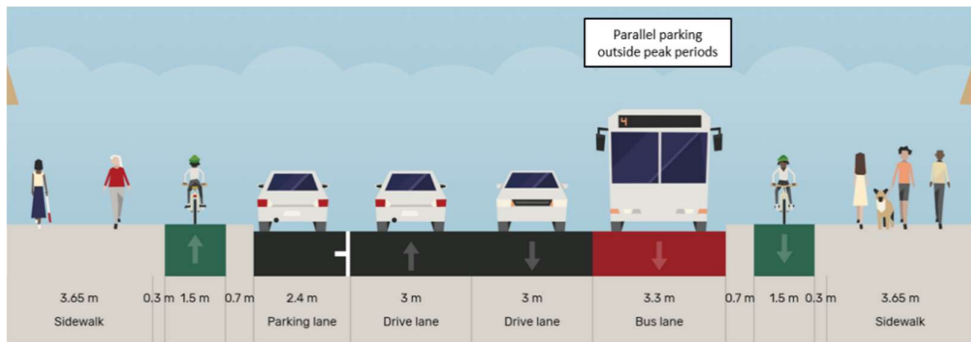 Parallel parking
outside peak periods
4
3.65 m
0.3 m
1.5 m
0.7 m
2.4 m
3 m
3 m
3.3 m
0.7 m
1.5 m
0.3 m
3.65 m
Sidewalk
Parking lane
Drive lane
Drive lane
Bus lane
Sidewalk